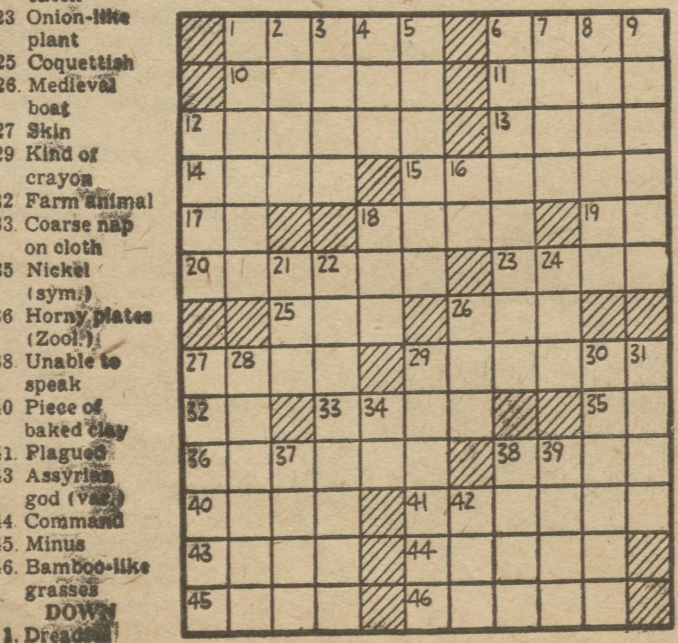 23 Onion-like
plant
25 Coquettish
26. Medieval
boat
27 Skin
29 Kind of
crayon
32 Farm animal
33. Coarse nap
on cloth
35 Nickel
(sym.)
36 Horny plates
(Zool.)
38. Unable to
speak
40 Piece of
baked clay
41. Plagued
43 Assyrian
god (var.)
44. Command
45. Minus
46. Bamboo-like
grasses
DOWN
1. Dreadful
1 2 3 4 5 6 7 8 9
10 11
12 13
14 15 16
17 18 19
20 21 22 23 24
25 26
27 28 29 30 31
32 33 34 35
36 37 38 39
40 41 42
43 44
45 46